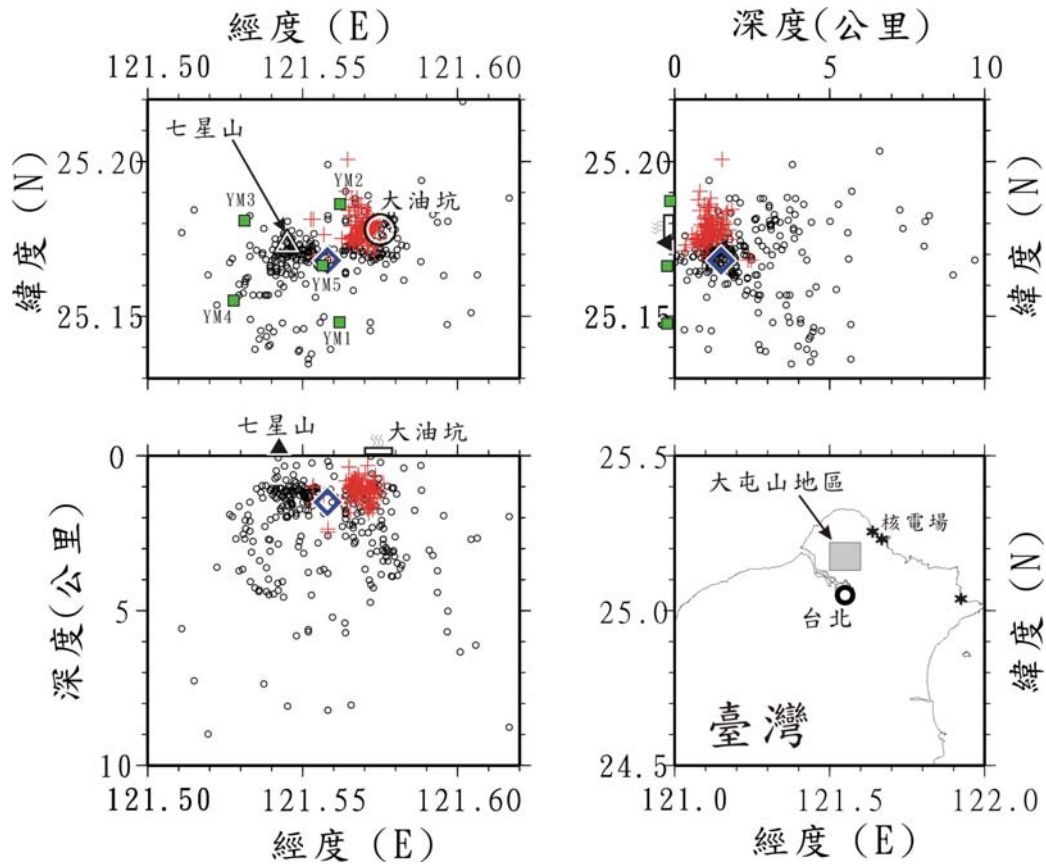 經度 (E)
121.50 121.55 121.60
緯度 (N)
25.20
25.15
七星山
大油坑
YM2
YM3
YM5
YM4
YM1
深度(公里)
0 5 10
25.20
25.15
緯度 (N)
七星山
大油坑
深度(公里)
0
5
10
121.50 121.55 121.60
經度 (E)
25.5
25.0
24.5
大屯山地區
核電場
台北
臺灣
緯度 (N)
121.0 121.5 122.0
經度 (E)